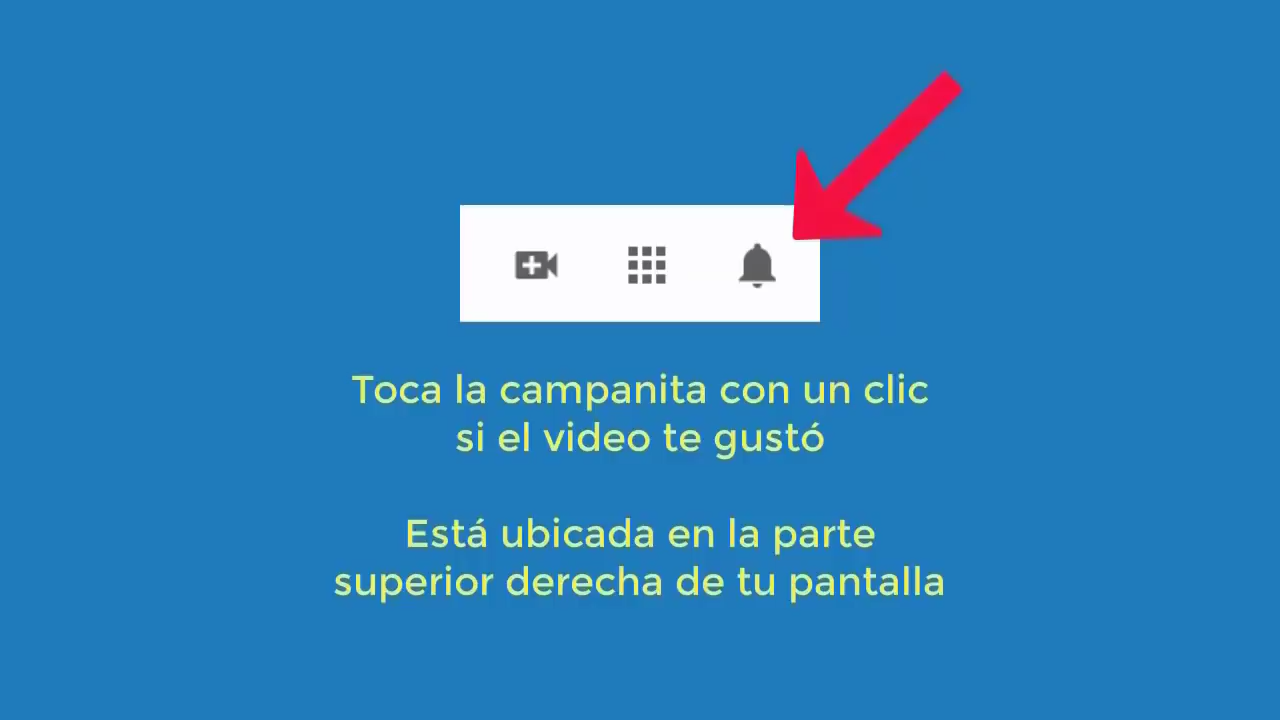 Toca la campanita con un clic
si el video te gustó
Está ubicada en la parte
superior derecha de tu pantalla